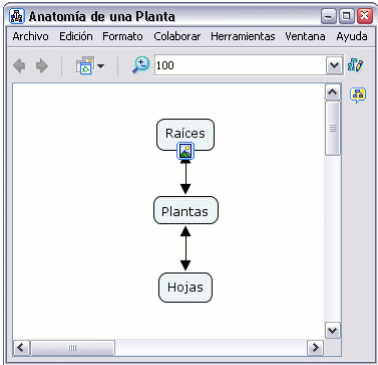 Anatomía de una Planta
Archivo Edición Formato Colaborar Herramientas Ventana Ayuda
100
Raíces
Plantas
Hojas